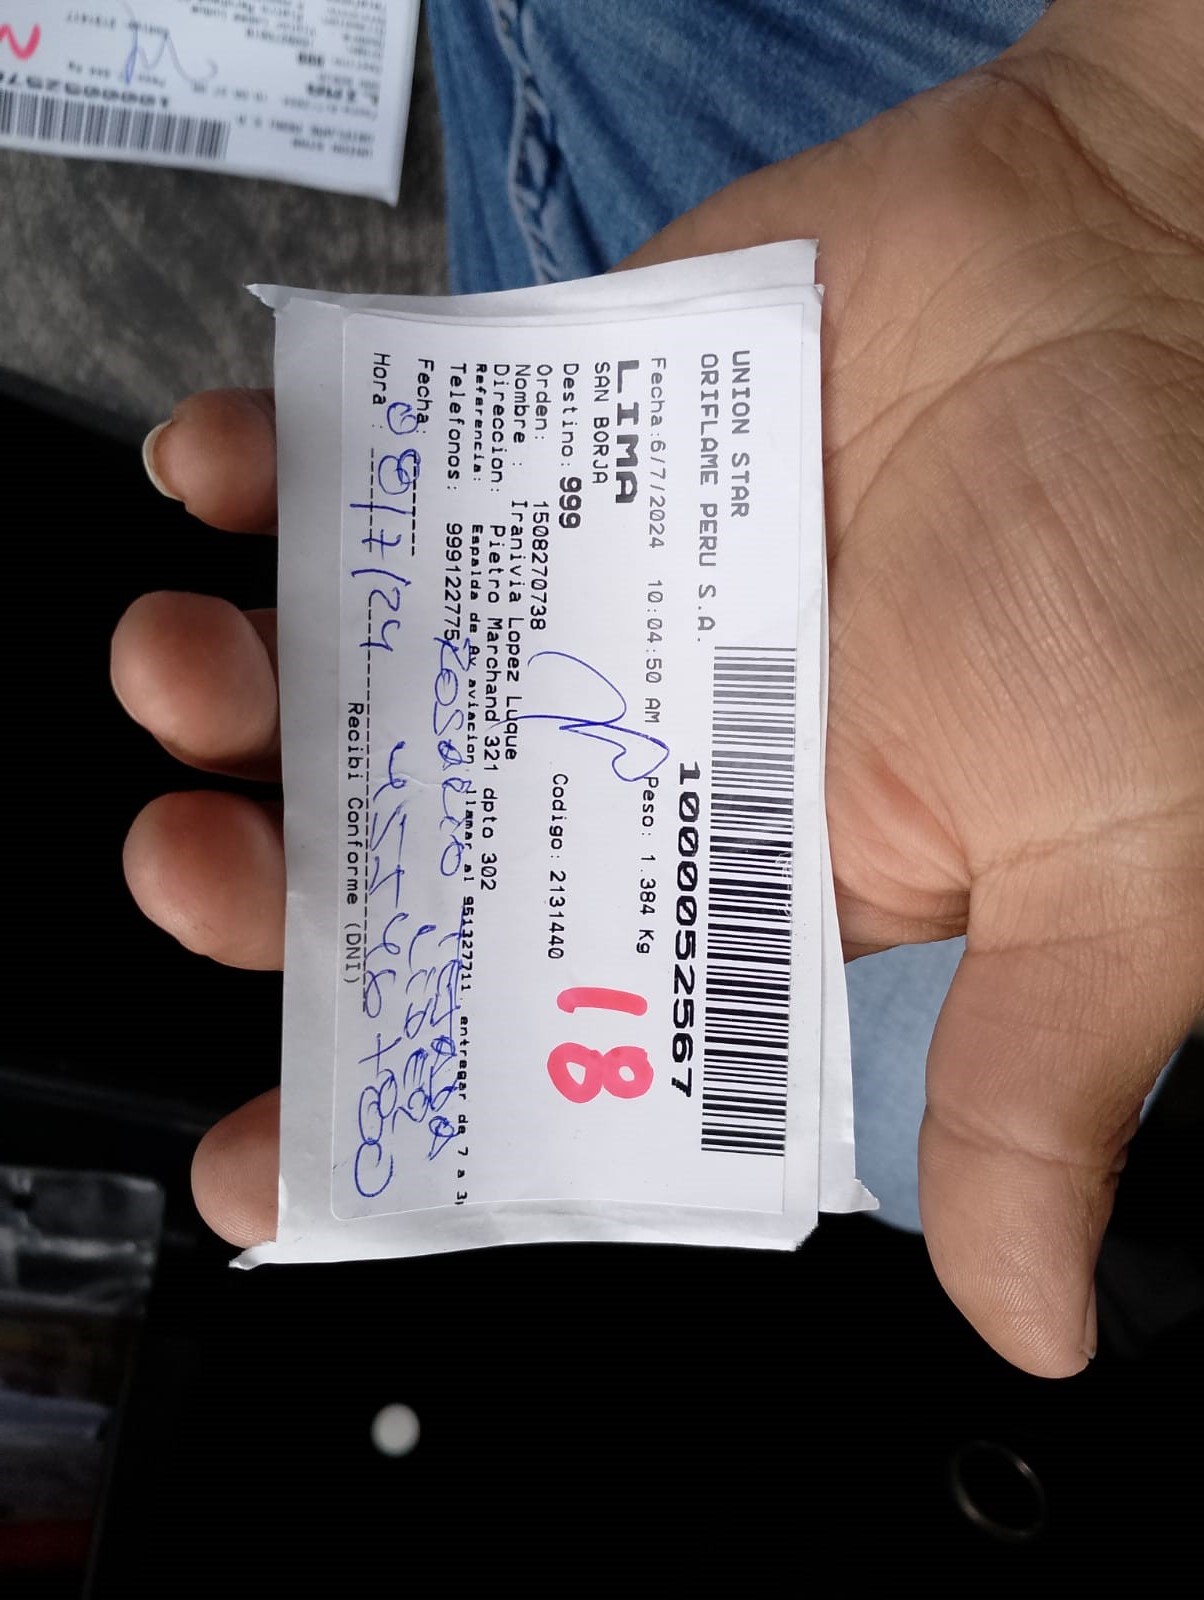 UNION STAR
ORIFLAME PERU S.A.
1000052567
Fecha:6/7/2024 10:04:50 AM Peso: 1.384 Kg
LIMA
SAN BORJA
18
Destino: 999 Codigo: 2131440
Orden: 1508270738
Nombre : Iranivia Lopez Luque
Direccion: Pietro Marchand 321 dpto 302
Referencia: Espalda de Av aviacion, llamar al 951327711, entregar de 7 a 3
Telefonos: 999122775
Rosario
Fecha:
08/7/24
Hora :
Recibi Conforme (DNI)